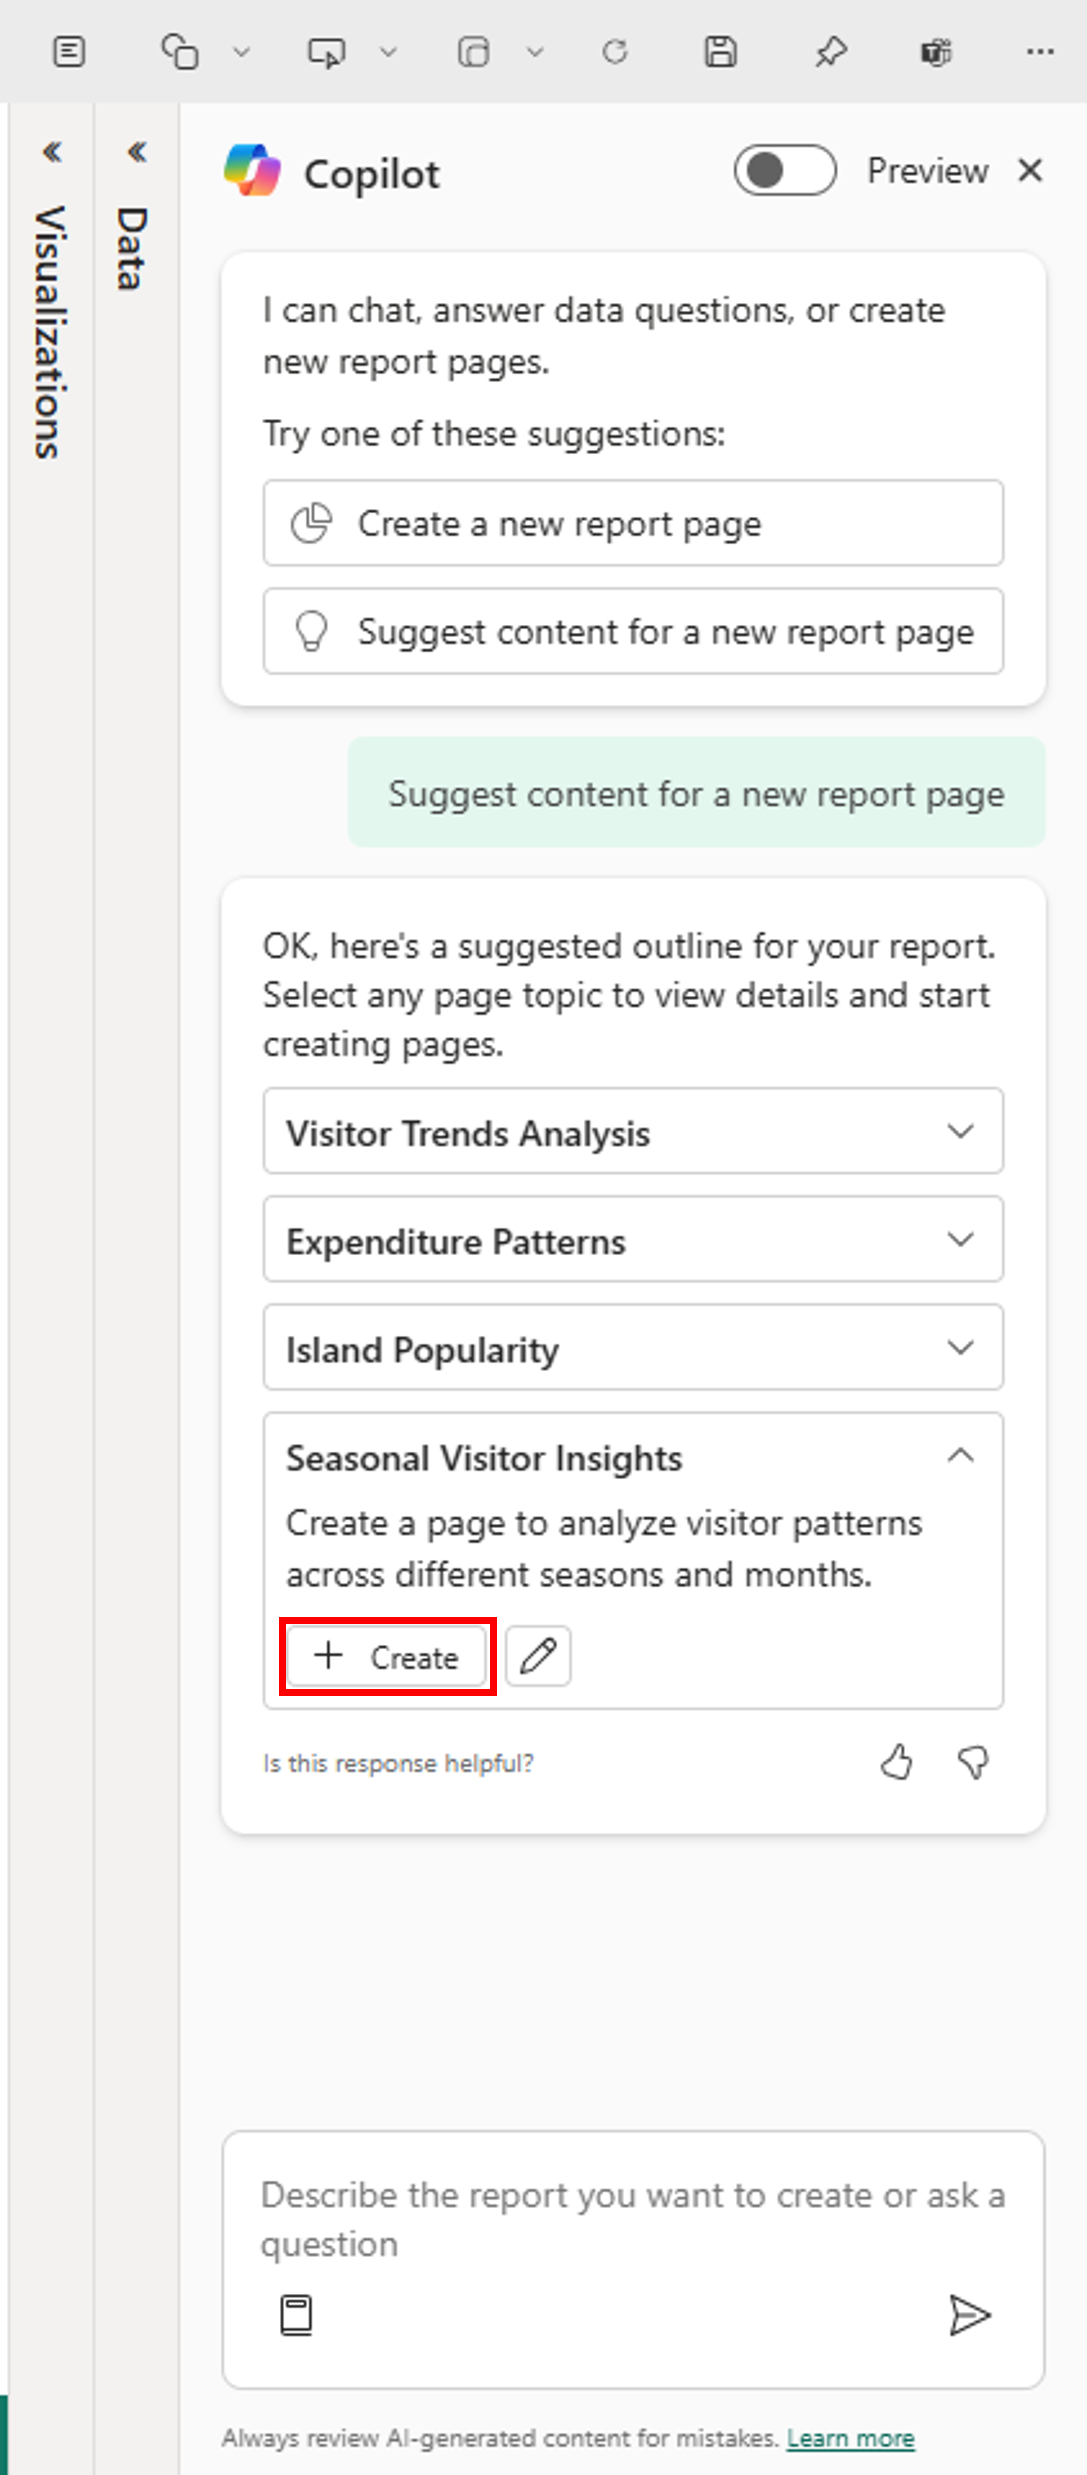 Visualizations
Data
Copilot
Preview
I can chat, answer data questions, or create
new report pages.
Try one of these suggestions:
Create a new report page
Suggest content for a new report page
Suggest content for a new report page
OK, here's a suggested outline for your report.
Select any page topic to view details and start
creating pages.
Visitor Trends Analysis
Expenditure Patterns
Island Popularity
Seasonal Visitor Insights
Create a page to analyze visitor patterns
across different seasons and months.
+ Create
Is this response helpful?
Describe the report you want to create or ask a
question
Always review AI-generated content for mistakes. Learn more